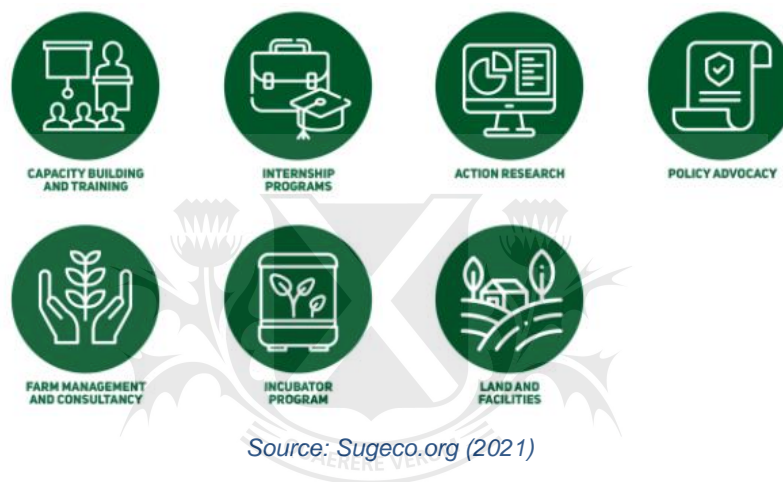 CAPACITY BUILDING
AND TRAINING
INTERNSHIP
PROGRAMS
ACTION RESEARCH
POLICY ADVOCACY
FARM MANAGEMENT
AND CONSULTANCY
INCUBATOR
PROGRAM
LAND AND
FACILITIES
Source: Sugeco.org (2021)